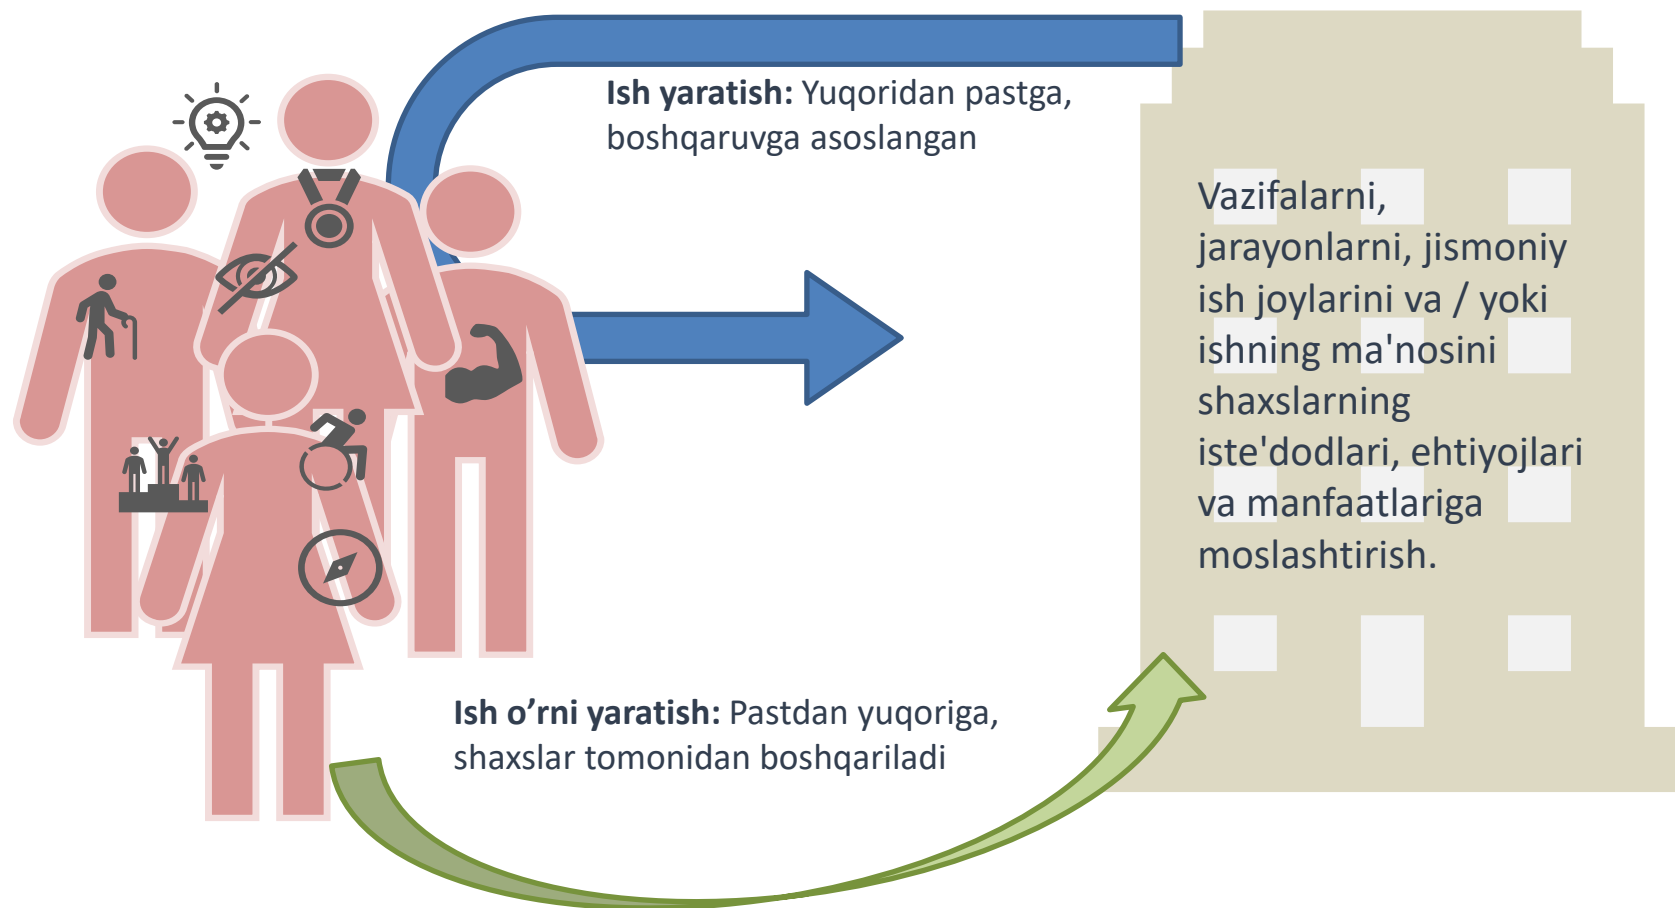 Ish yaratish: Yuqoridan pastga,
boshqaruvga asoslangan
Vazifalarni,
jarayonlarni, jismoniy
ish joylarini va / yoki
ishning ma'nosini
shaxslarning
iste'dodlari, ehtiyojlari
va manfaatlariga
moslashtirish.
Ish o’rni yaratish: Pastdan yuqoriga,
shaxslar tomonidan boshqariladi